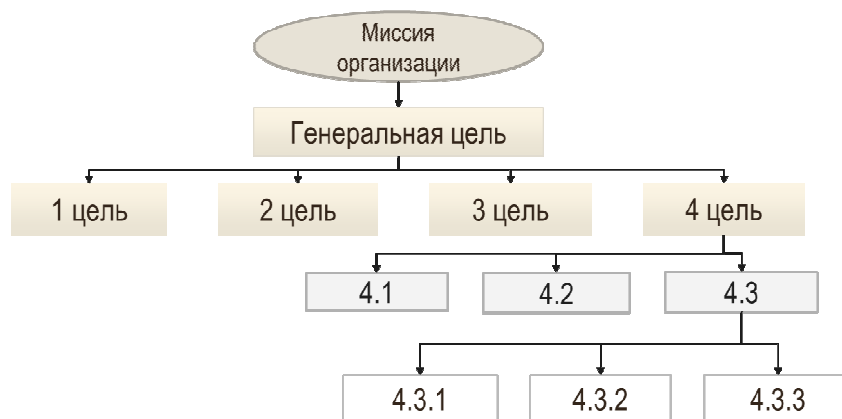 Миссия
организации
Генеральная цель
1 цель
2 цель
3 цель
4 цель
4.1
4.2
4.3
4.3.1
4.3.2
4.3.3